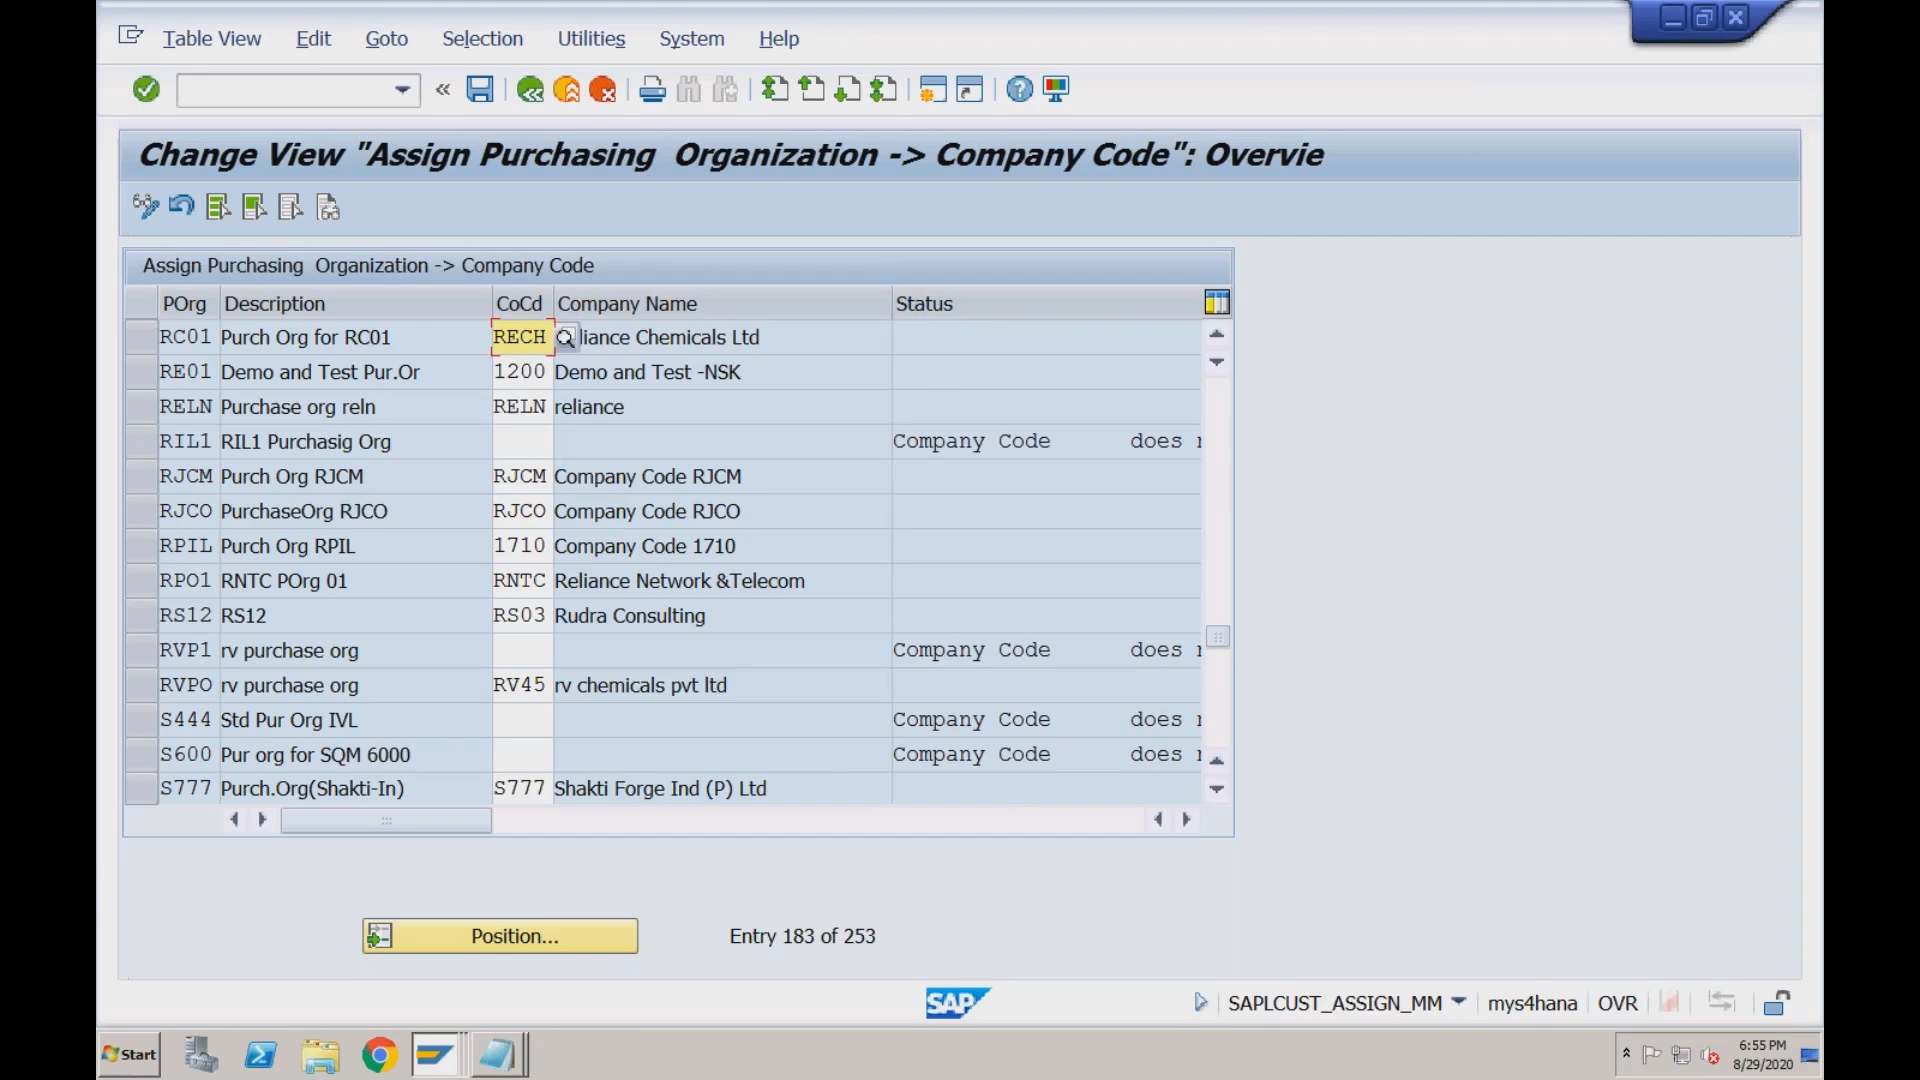 Table View Edit Goto Selection Utilities System Help
Change View "Assign Purchasing Organization -> Company Code": Overvie
Assign Purchasing Organization -> Company Code
POrg Description CoCd Company Name Status
RC01 Purch Org for RC01 RECH liance Chemicals Ltd
RE01 Demo and Test Pur.Or 1200 Demo and Test -NSK
RELN Purchase org reln RELN reliance
RIL1 RIL1 Purchasig Org Company Code does
RJCM Purch Org RJCM RJCM Company Code RJCM
RJCO PurchaseOrg RJCO RJCO Company Code RJCO
RPIL Purch Org RPIL 1710 Company Code 1710
RPO1 RNTC POrg 01 RNTC Reliance Network &Telecom
RS12 RS12 RS03 Rudra Consulting
RVP1 rv purchase org Company Code does
RVPO rv purchase org RV45 rv chemicals pvt ltd
S444 Std Pur Org IVL Company Code does
S600 Pur org for SQM 6000 Company Code does
S777 Purch.Org(Shakti-In) S777 Shakti Forge Ind (P) Ltd
Position... Entry 183 of 253
SAP SAPLCUST_ASSIGN_MM mys4hana OVR
Start 6:55 PM
8/29/2020